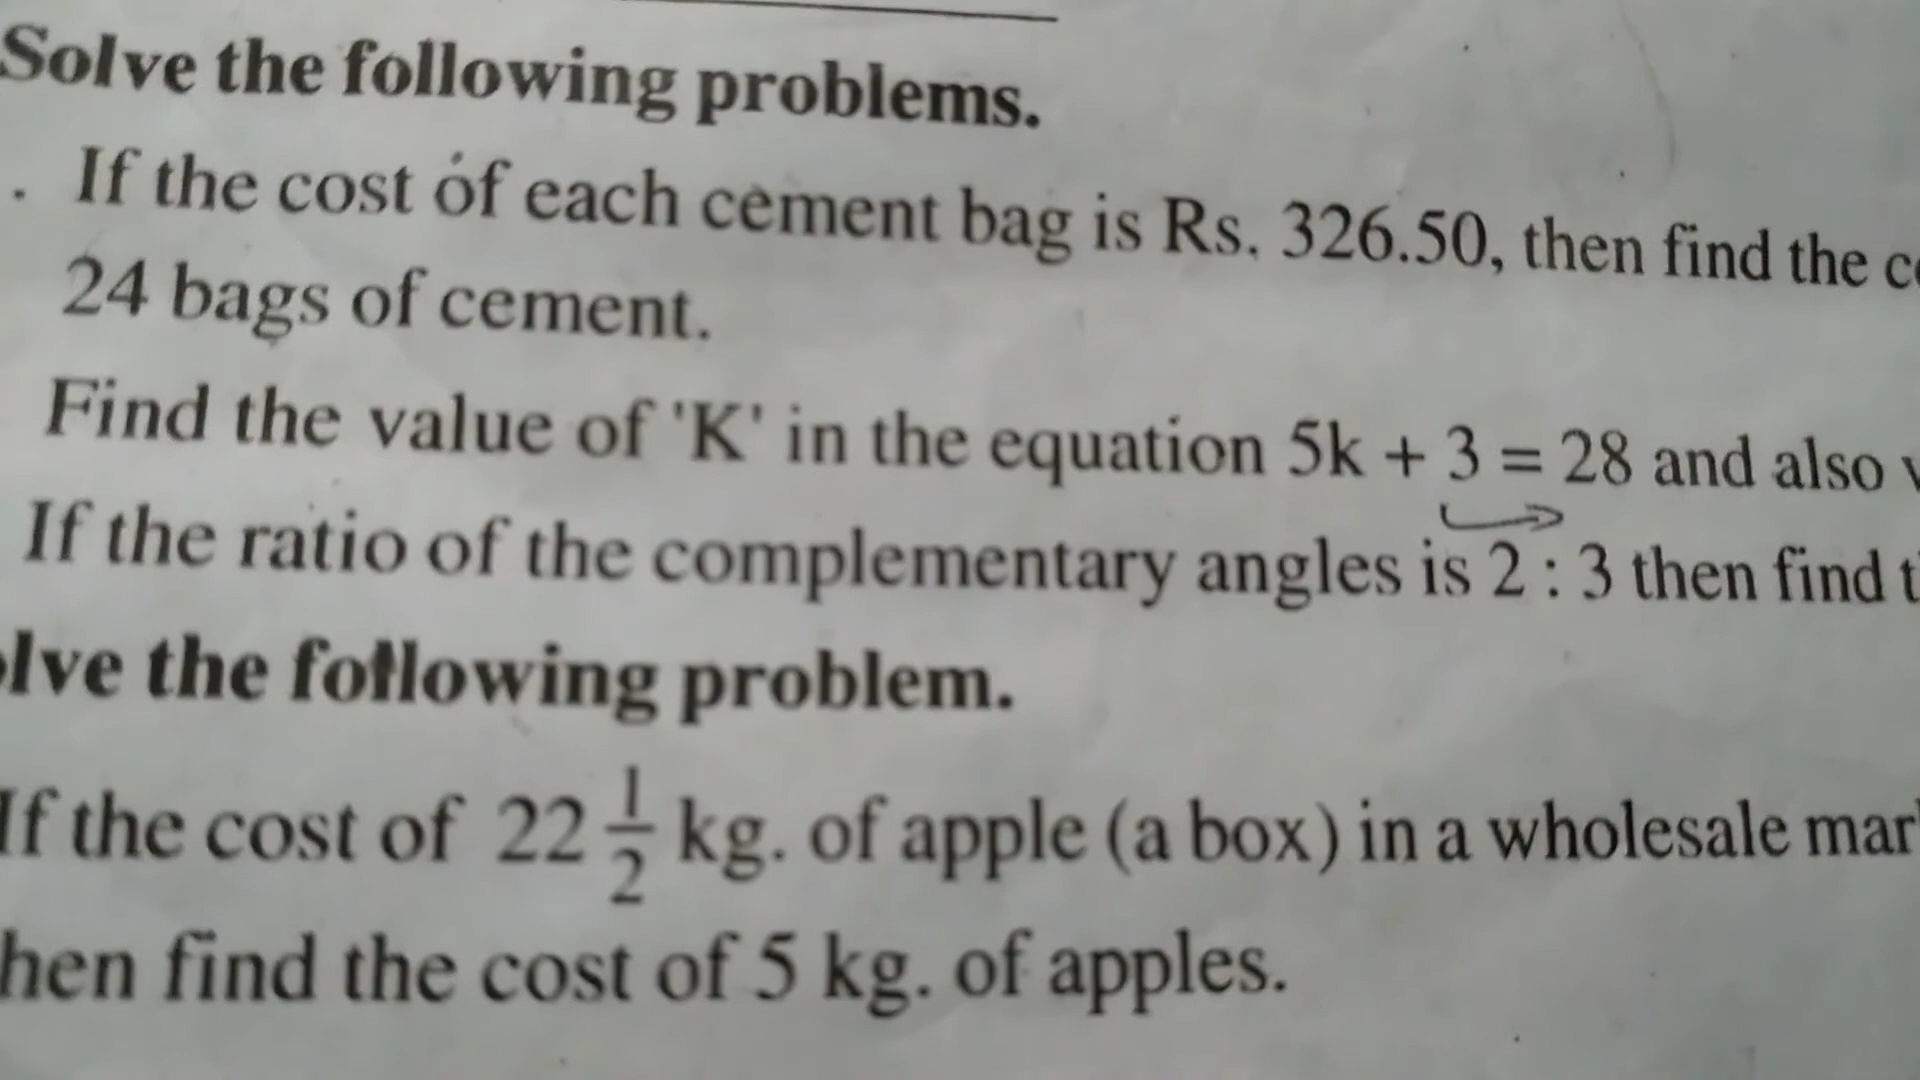 Solve the following problems.
. If the cost of each cement bag is Rs. 326.50, then find the
24 bags of cement.
Find the value of 'K' in the equation 5k + 3 = 28 and also
If the ratio of the complementary angles is 2 : 3 then find
lve the following problem.
If the cost of 22 1/2 kg. of apple (a box) in a wholesale mar
hen find the cost of 5 kg. of apples.